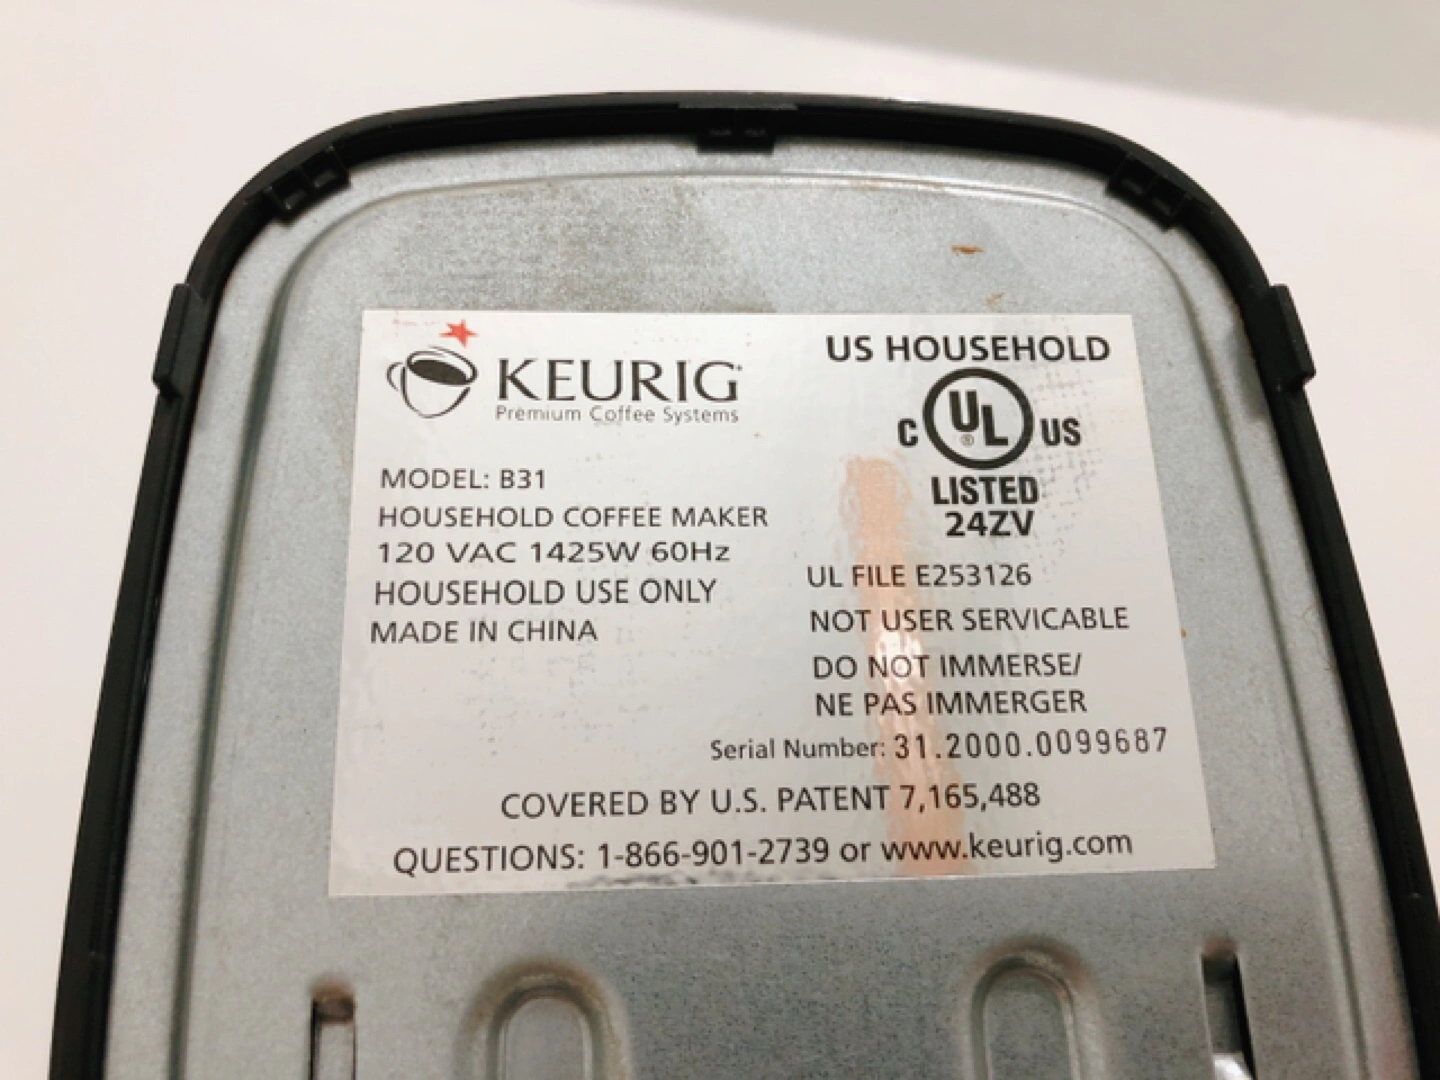 KEURIG
Premium Coffee Systems
MODEL: B31
HOUSEHOLD COFFEE MAKER
120 VAC 1425W 60Hz
HOUSEHOLD USE ONLY
MADE IN CHINA
US HOUSEHOLD
C UL ® US
LISTED
24ZV
UL FILE E253126
NOT USER SERVICABLE
DO NOT IMMERSE/
NE PAS IMMERGER
Serial Number: 31.2000.0099687
COVERED BY U.S. PATENT 7,165,488
QUESTIONS: 1-866-901-2739 or www.keurig.com